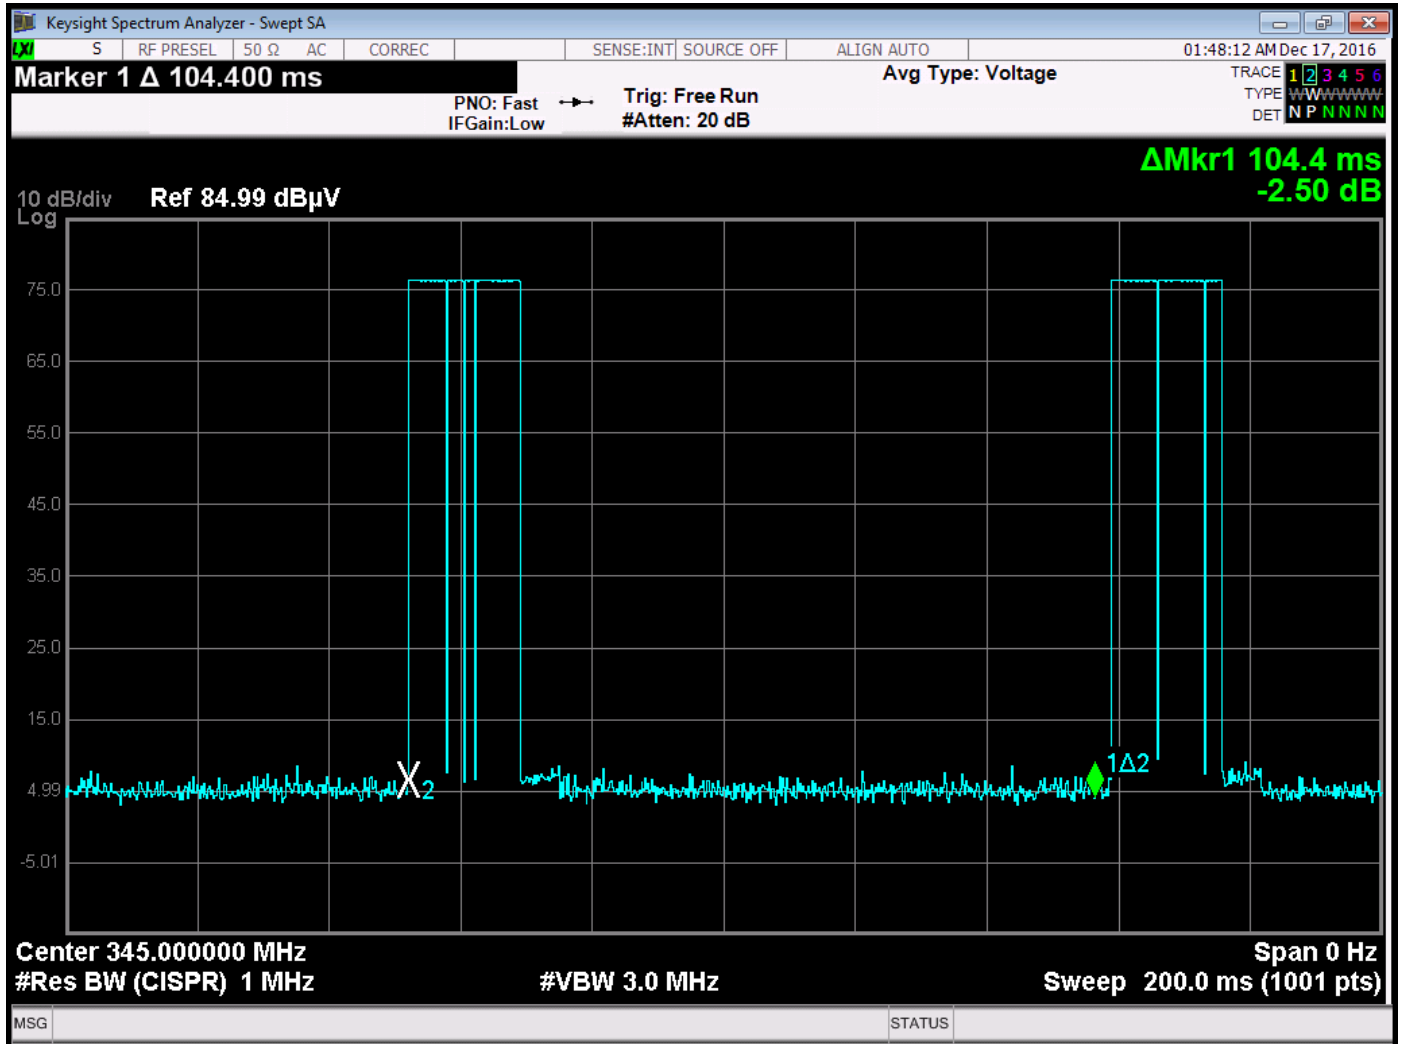 Keysight Spectrum Analyzer - Swept SA
LXI S RF PRESEL 50 Ω AC CORREC SENSE:INT SOURCE OFF ALIGN AUTO 01:48:12 AM Dec 17, 2016
Marker 1 Δ 104.400 ms
Avg Type: Voltage
TRACE 1 2 3 4 5 6
PNO: Fast Trig: Free Run
TYPE WWWWWW
IFGain:Low #Atten: 20 dB
DET N P N N N N
ΔMkr1 104.4 ms
-2.50 dB
10 dB/div Ref 84.99 dBµV
Log
75.0
65.0
55.0
45.0
35.0
25.0
15.0
1Δ2
4.99
2
-5.01
Center 345.000000 MHz Span 0 Hz
#Res BW (CISPR) 1 MHz #VBW 3.0 MHz Sweep 200.0 ms (1001 pts)
MSG STATUS